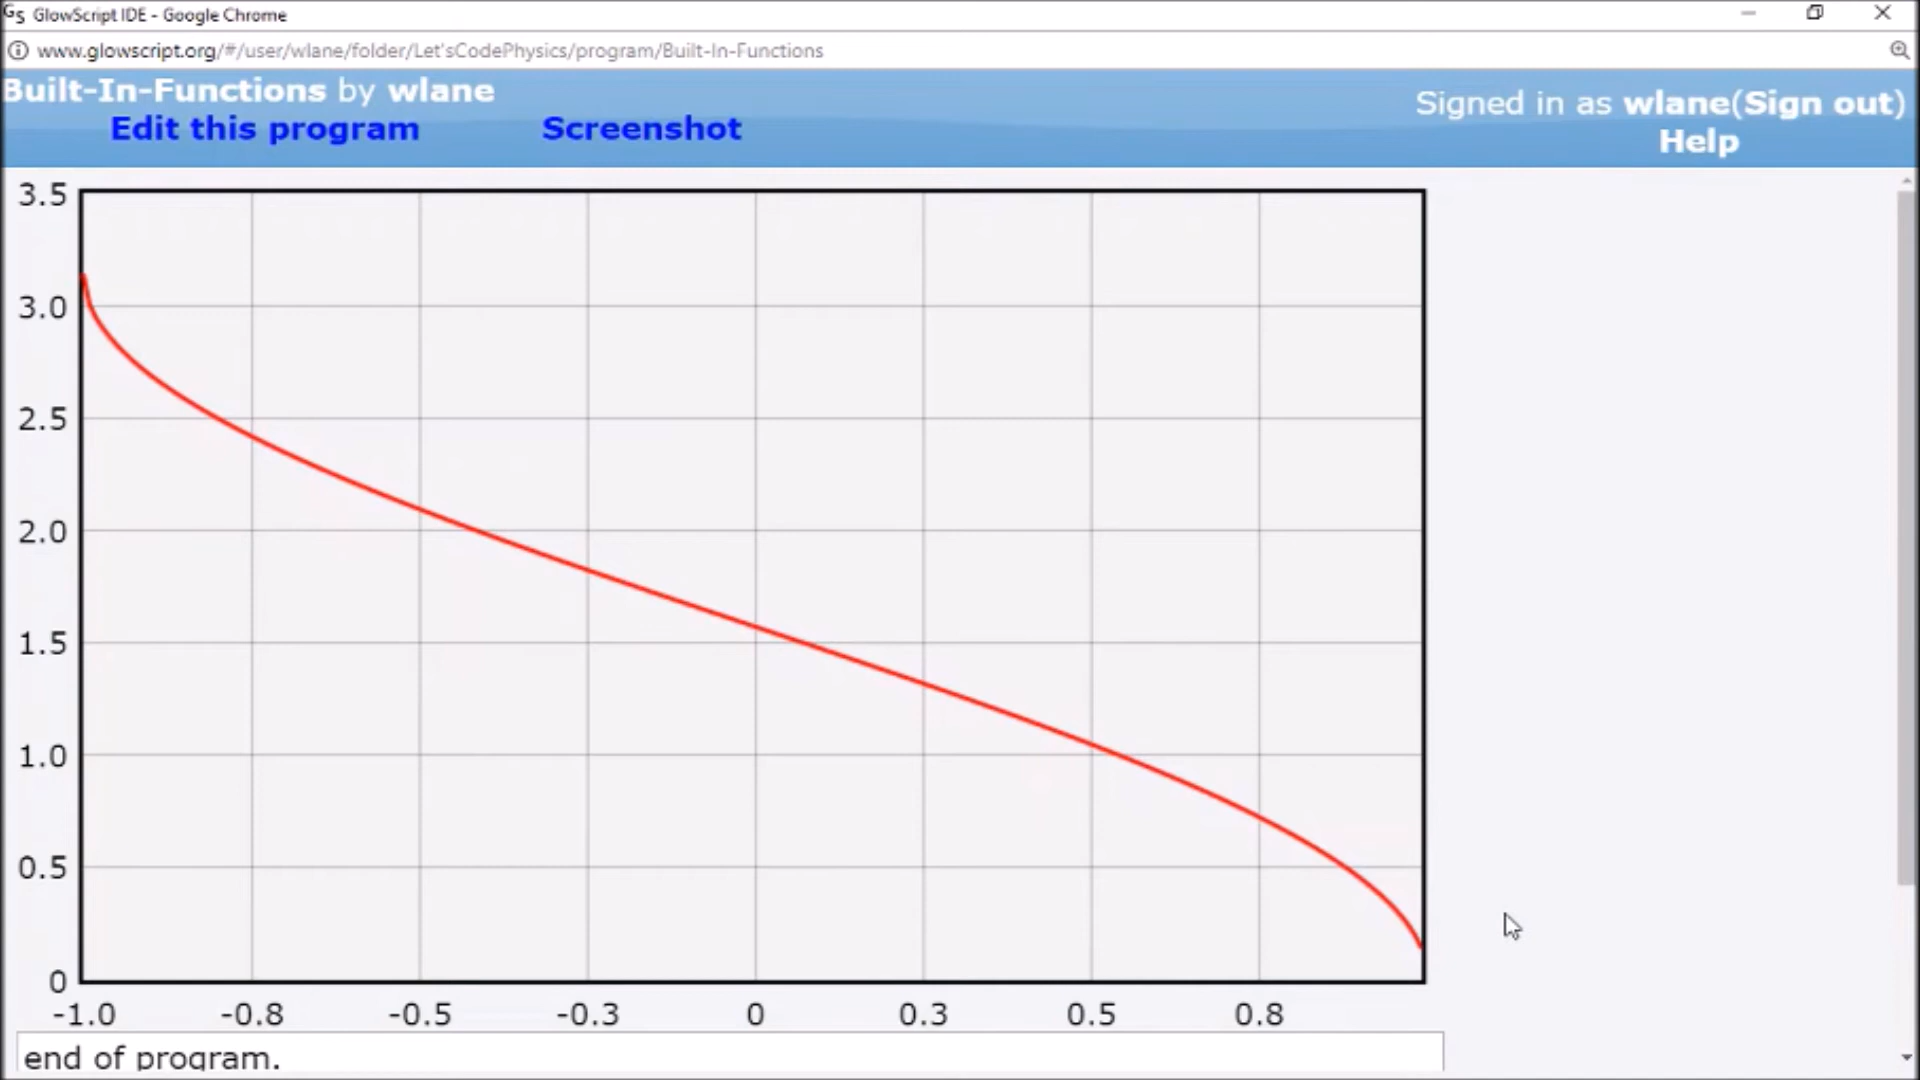 GlowScript IDE - Google Chrome
www.glowscript.org/#/user/wlane/folder/Let'sCodePhysics/program/Built-In-Functions
Built-In-Functions by wlane
Signed in as wlane(Sign out)
Edit this program Screenshot
Help
3.5
3.0
2.5
2.0
1.5
1.0
0.5
0
-1.0 -0.8 -0.5 -0.3 0 0.3 0.5 0.8
end of program.